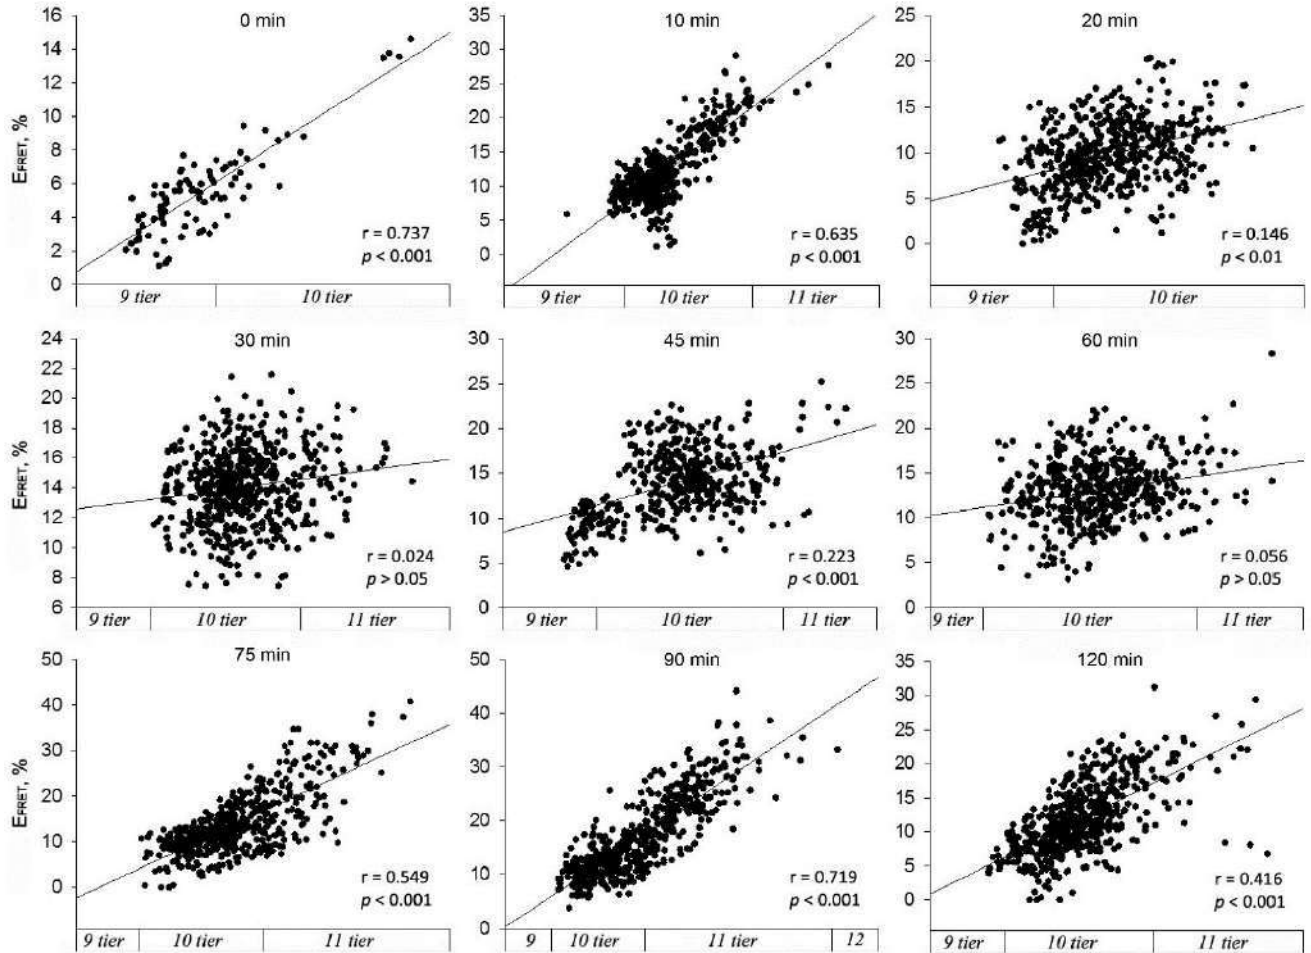 0 min
16
14
12
10
8
6
4
2
0
EFRET, %
r = 0.737
p < 0.001
9 tier
10 tier
10 min
35
30
25
20
15
10
5
0
r = 0.635
p < 0.001
9 tier
10 tier
11 tier
20 min
25
20
15
10
5
0
r = 0.146
p < 0.01
9 tier
10 tier
30 min
24
22
20
18
16
14
12
10
8
6
EFRET, %
r = 0.024
p > 0.05
9 tier
10 tier
11 tier
45 min
30
25
20
15
10
5
0
r = 0.223
p < 0.001
9 tier
10 tier
11 tier
60 min
30
25
20
15
10
5
0
r = 0.056
p > 0.05
9 tier
10 tier
11 tier
75 min
50
40
30
20
10
0
EFRET, %
r = 0.549
p < 0.001
9 tier
10 tier
11 tier
90 min
50
40
30
20
10
0
r = 0.719
p < 0.001
9
10 tier
11 tier
12
120 min
35
30
25
20
15
10
5
0
r = 0.416
p < 0.001
9 tier
10 tier
11 tier